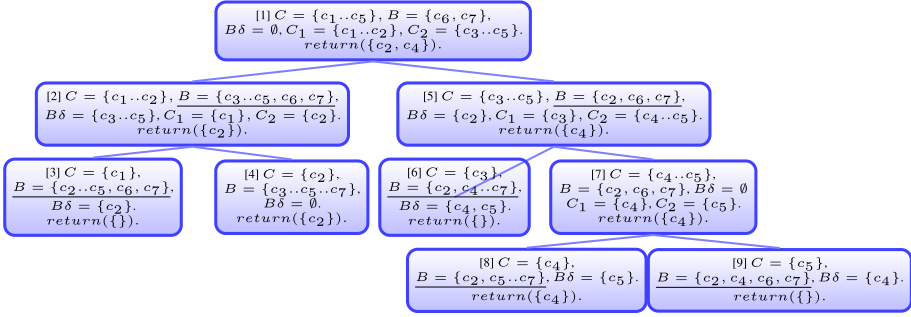 [1] C = {c₁..c₅}, B = {c₆, c₇},
Bδ = ∅, C₁ = {c₁..c₂}, C₂ = {c₃..c₅}.
return({c₂, c₄}).
[2] C = {c₁..c₂}, B = {c₃..c₅, c₆, c₇},
Bδ = {c₃..c₅}, C₁ = {c₁}, C₂ = {c₂}.
return({c₂}).
[5] C = {c₃..c₅}, B = {c₂, c₆, c₇},
Bδ = {c₂}, C₁ = {c₃}, C₂ = {c₄..c₅}.
return({c₄}).
[3] C = {c₁},
B = {c₂..c₅, c₆, c₇},
Bδ = {c₂}.
return({}).
[4] C = {c₂},
B = {c₃..c₅..c₇},
Bδ = ∅.
return({c₂}).
[6] C = {c₃},
B = {c₂, c₄..c₇},
Bδ = {c₄, c₅}.
return({}).
[7] C = {c₄..c₅},
B = {c₂, c₆, c₇}, Bδ = ∅
C₁ = {c₄}, C₂ = {c₅}.
return({c₄}).
[8] C = {c₄},
B = {c₂, c₅..c₇}, Bδ = {c₅}.
return({c₄}).
[9] C = {c₅},
B = {c₂, c₄, c₆, c₇}, Bδ = {c₄}.
return({}).